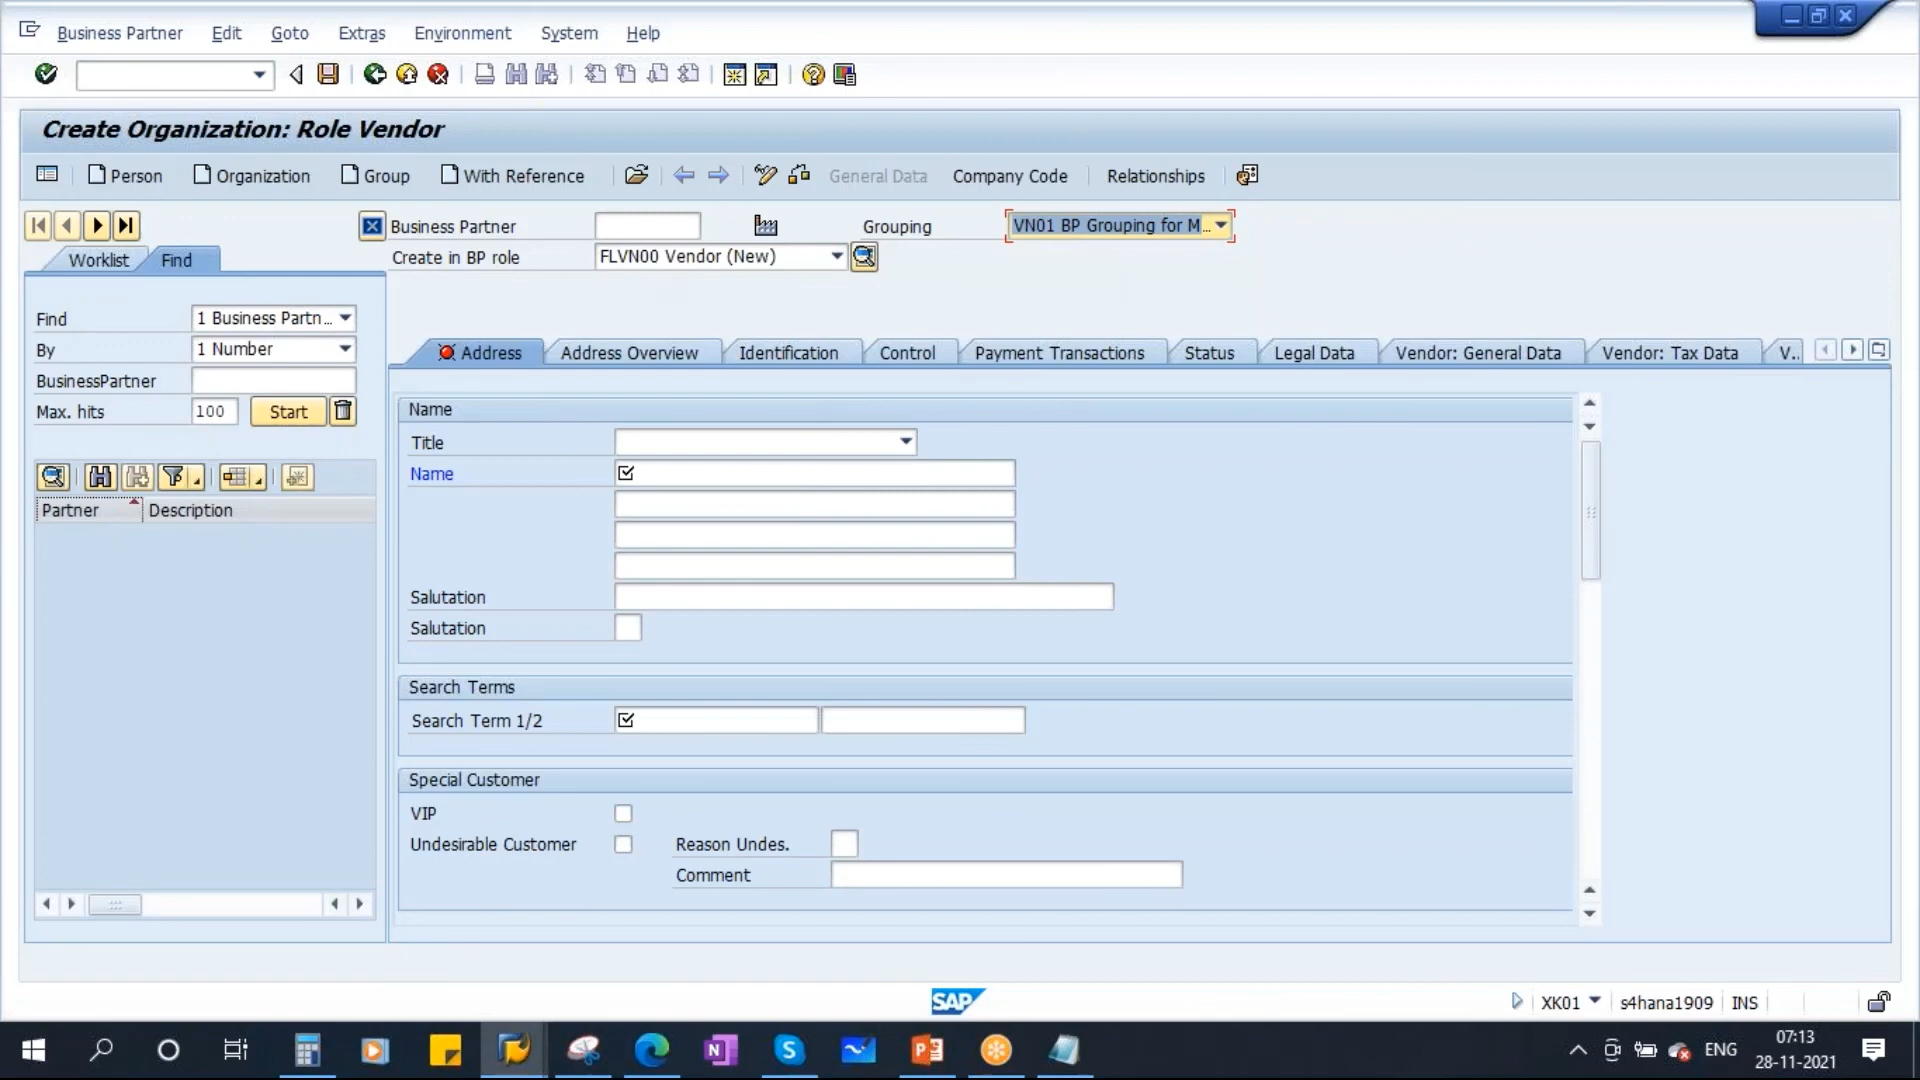 Business Partner Edit Goto Extras Environment System Help
Create Organization: Role Vendor
Person Organization Group With Reference General Data Company Code Relationships
Business Partner Grouping VN01 BP Grouping for M...
Worklist Find
Create in BP role FLVN00 Vendor (New)
Find 1 Business Partn...
By 1 Number
BusinessPartner
Max. hits 100 Start
Partner Description
Address Address Overview Identification Control Payment Transactions Status Legal Data Vendor: General Data Vendor: Tax Data V..
Name
Title
Name
Salutation
Salutation
Search Terms
Search Term 1/2
Special Customer
VIP
Undesirable Customer Reason Undes.
Comment
SAP
XK01 s4hana1909 INS
N S P
ENG
07:13
28-11-2021